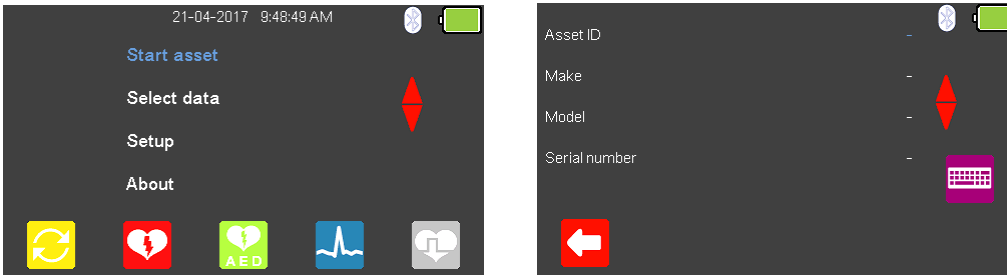 21-04-2017 9:48:49 AM
Start asset
Select data
Setup
About
AED
Asset ID -
Make -
Model -
Serial number -